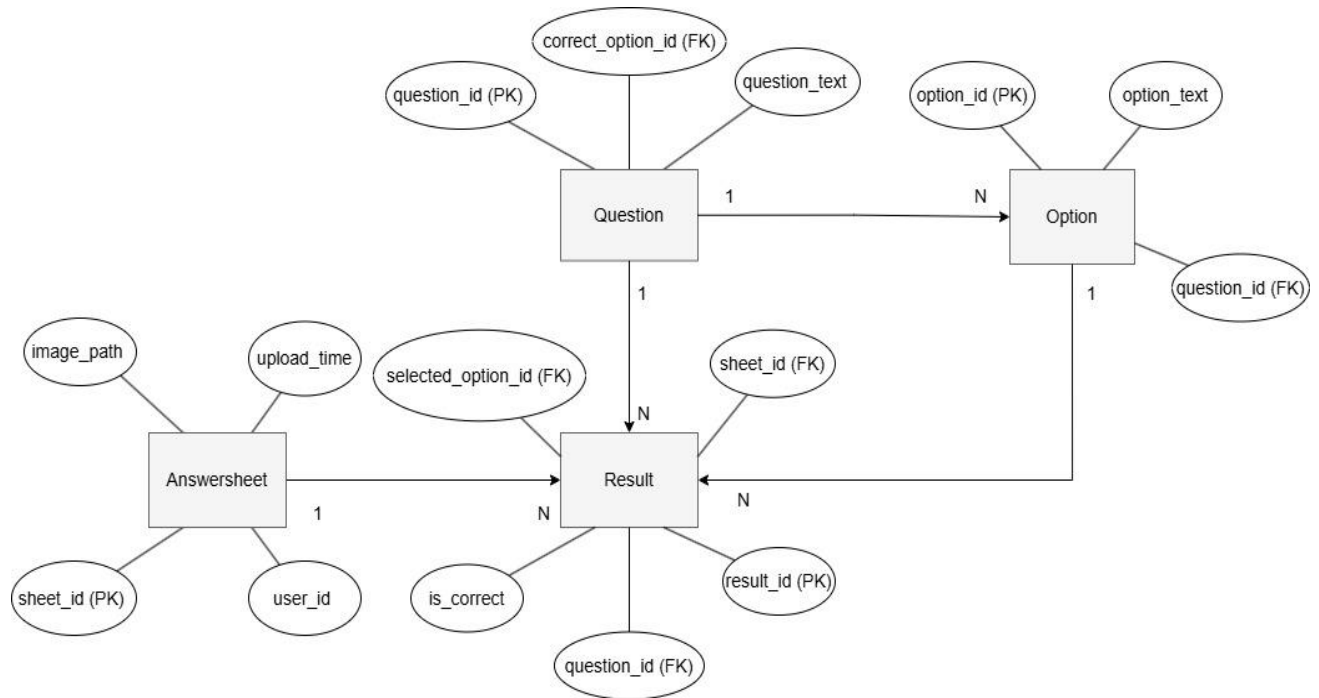 correct_option_id (FK)
question_id (PK)
question_text
option_id (PK)
option_text
Question
1
N
Option
question_id (FK)
1
1
image_path
upload_time
selected_option_id (FK)
sheet_id (FK)
N
Answersheet
Result
1
N
N
sheet_id (PK)
user_id
is_correct
result_id (PK)
question_id (FK)